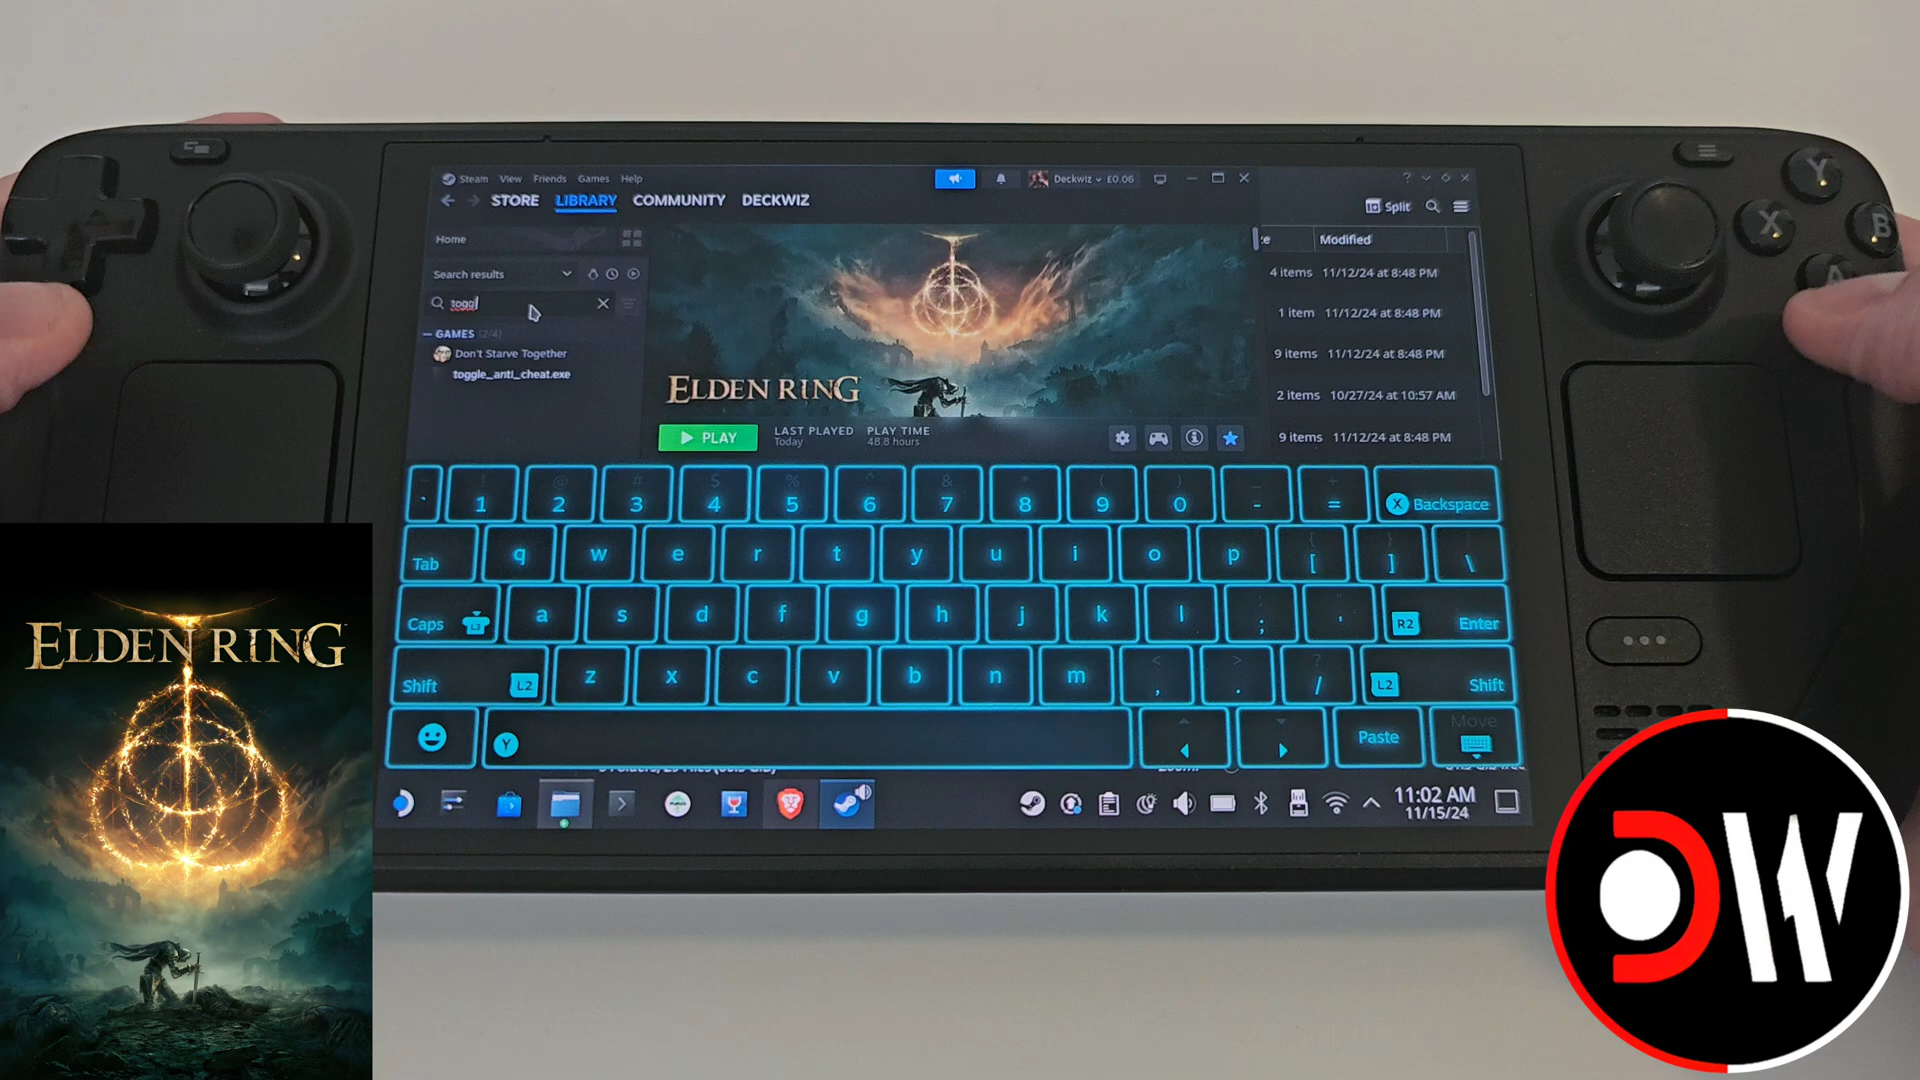 Steam View Friends Games Help
Deckwiz £0.06
STORE LIBRARY COMMUNITY DECKWIZ
Split
Home
Modified
Search results
4 items 11/12/24 at 8:48 PM
toggl
1 item 11/12/24 at 8:48 PM
GAMES (2/4)
Don't Starve Together
9 items 11/12/24 at 8:48 PM
toggle_anti_cheat.exe
ELDEN RING
2 items 10/27/24 at 10:57 AM
PLAY
LAST PLAYED
Today
PLAY TIME
48.8 hours
9 items 11/12/24 at 8:48 PM
` 1 2 3 4 5 6 7 8 9 0 - = X Backspace
Tab q w e r t y u i o p [ ] \
Caps L3 a s d f g h j k l ; ' R2 Enter
Shift L2 z x c v b n m , . / L2 Shift
Y Paste Move
11:02 AM
11/15/24
Y
X
B
A
ELDEN RING
DW